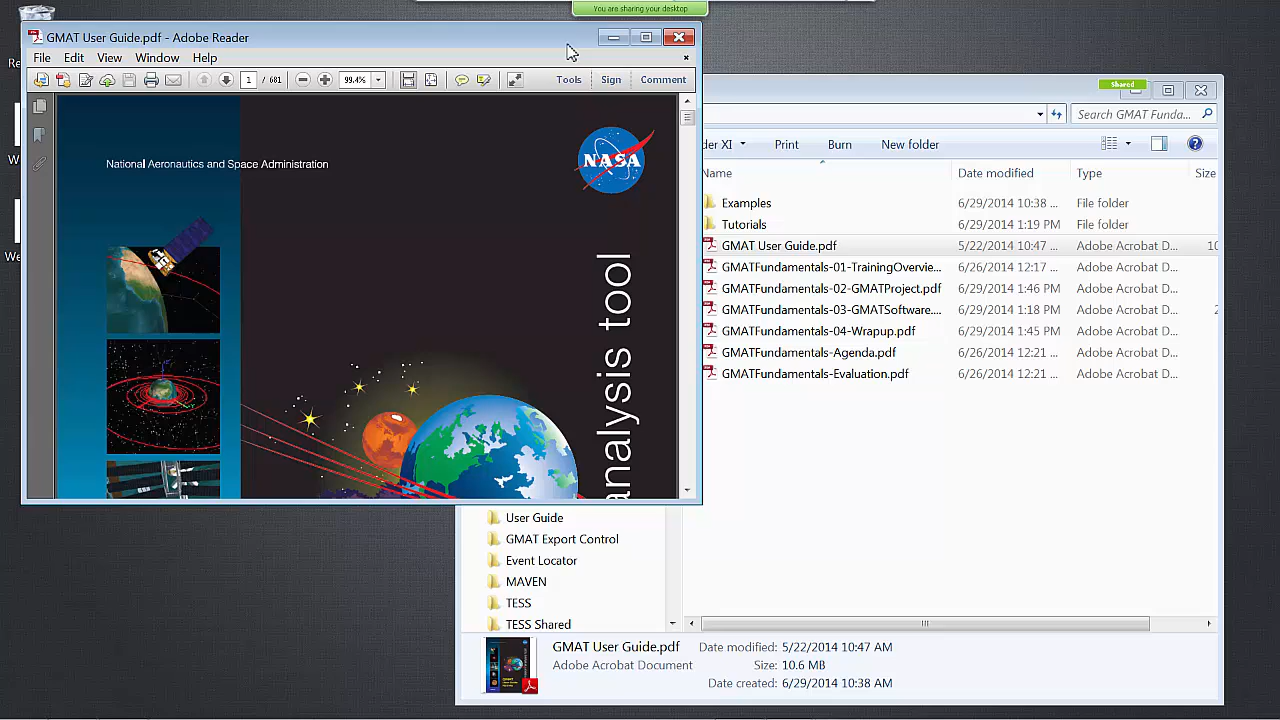 You are sharing your desktop
GMAT User Guide.pdf - Adobe Reader
File Edit View Window Help
1 / 681 99.4% Tools Sign Comment
National Aeronautics and Space Administration
NASA
analysis tool
Shared
Search GMAT Funda...
der XI Print Burn New folder
Name Date modified Type Size
Examples 6/29/2014 10:38 ... File folder
Tutorials 6/29/2014 1:19 PM File folder
GMAT User Guide.pdf 5/22/2014 10:47 ... Adobe Acrobat D... 10
GMATFundamentals-01-TrainingOvervie... 6/26/2014 12:17 ... Adobe Acrobat D...
GMATFundamentals-02-GMATProject.pdf 6/29/2014 1:46 PM Adobe Acrobat D...
GMATFundamentals-03-GMATSoftware.... 6/29/2014 1:18 PM Adobe Acrobat D... 2
GMATFundamentals-04-Wrapup.pdf 6/29/2014 1:45 PM Adobe Acrobat D...
GMATFundamentals-Agenda.pdf 6/26/2014 12:21 ... Adobe Acrobat D...
GMATFundamentals-Evaluation.pdf 6/26/2014 12:21 ... Adobe Acrobat D...
User Guide
GMAT Export Control
Event Locator
MAVEN
TESS
TESS Shared
GMAT User Guide.pdf Date modified: 5/22/2014 10:47 AM
Adobe Acrobat Document Size: 10.6 MB
Date created: 6/29/2014 10:38 AM